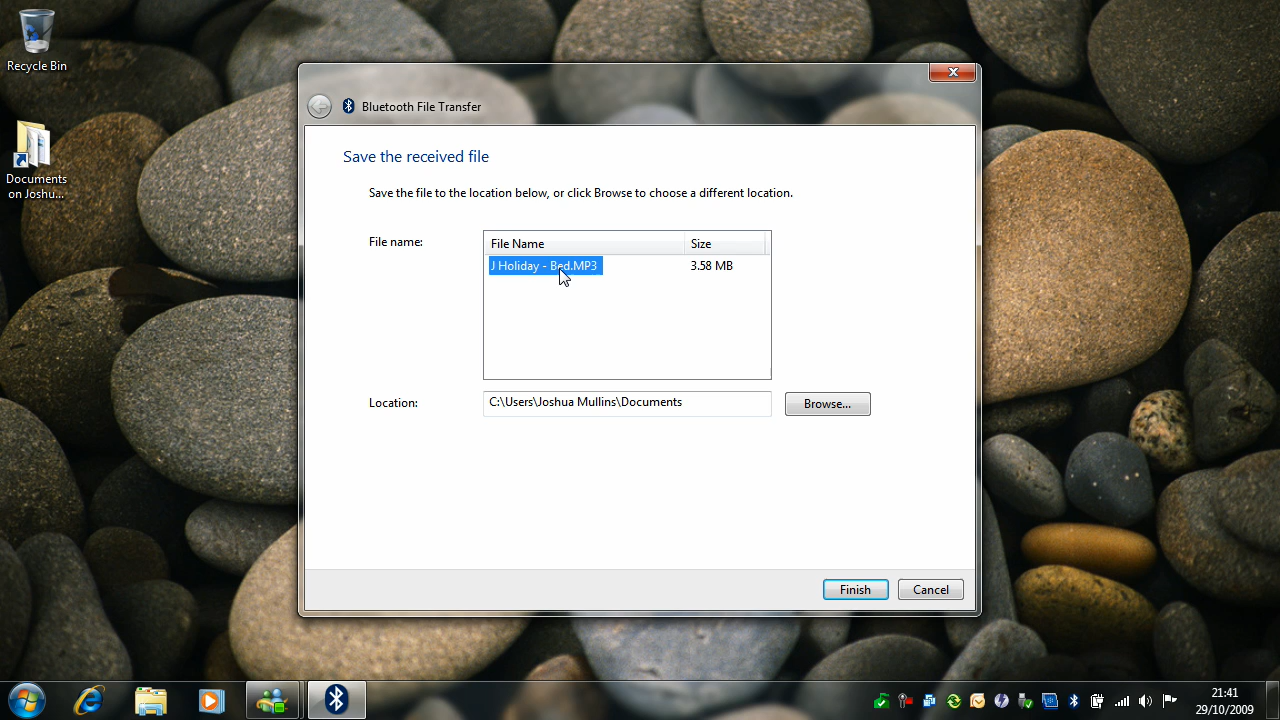 Recycle Bin
Documents
on Joshu...
Bluetooth File Transfer
Save the received file
Save the file to the location below, or click Browse to choose a different location.
File name:
File Name Size
J Holiday - Bed.MP3 3.58 MB
Location:
C:\Users\Joshua Mullins\Documents
Browse...
Finish
Cancel
21:41
29/10/2009